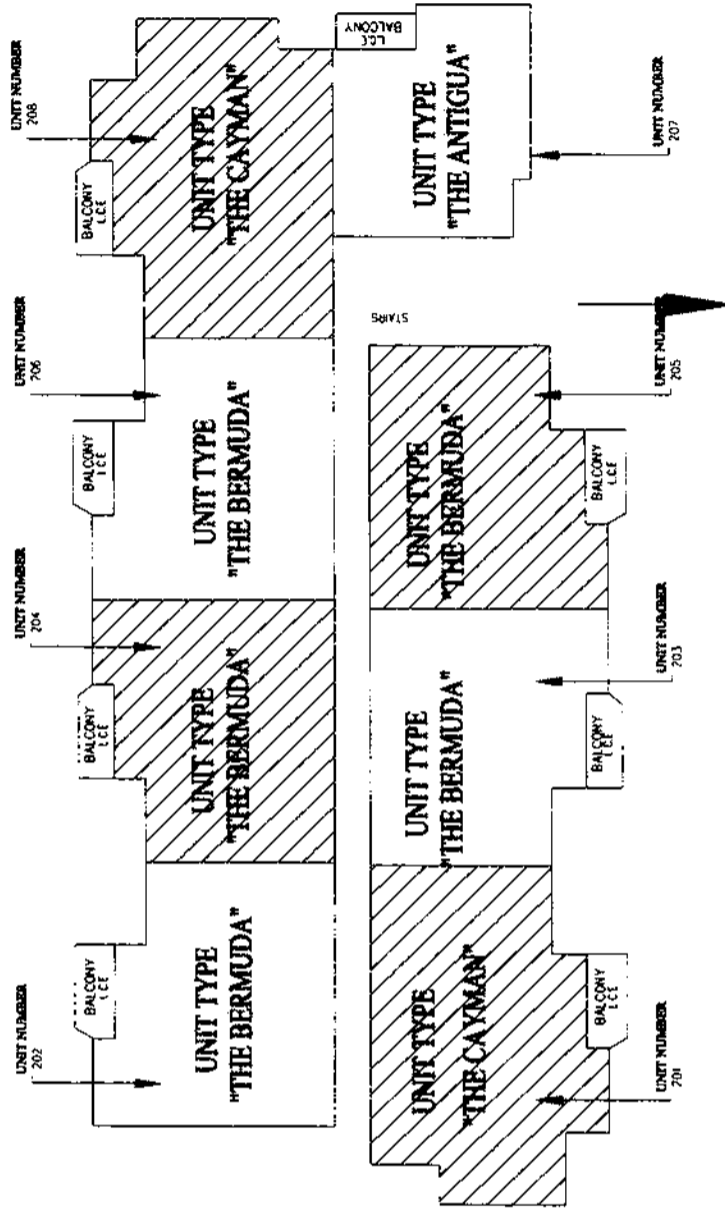 UNIT NUMBER
202
UNIT NUMBER
204
UNIT NUMBER
206
UNIT NUMBER
208
BALCONY
L.C.E
BALCONY
L.C.E
BALCONY
L.C.E
BALCONY
L.C.E
UNIT TYPE
"THE BERMUDA"
UNIT TYPE
"THE BERMUDA"
UNIT TYPE
"THE BERMUDA"
UNIT TYPE
"THE CAYMAN"
L.C.E
BALCONY
STAIRS
UNIT TYPE
"THE CAYMAN"
UNIT TYPE
"THE BERMUDA"
UNIT TYPE
"THE BERMUDA"
UNIT TYPE
"THE ANTIGUA"
BALCONY
L.C.E
BALCONY
L.C.E
BALCONY
L.C.E
UNIT NUMBER
201
UNIT NUMBER
203
UNIT NUMBER
205
UNIT NUMBER
207